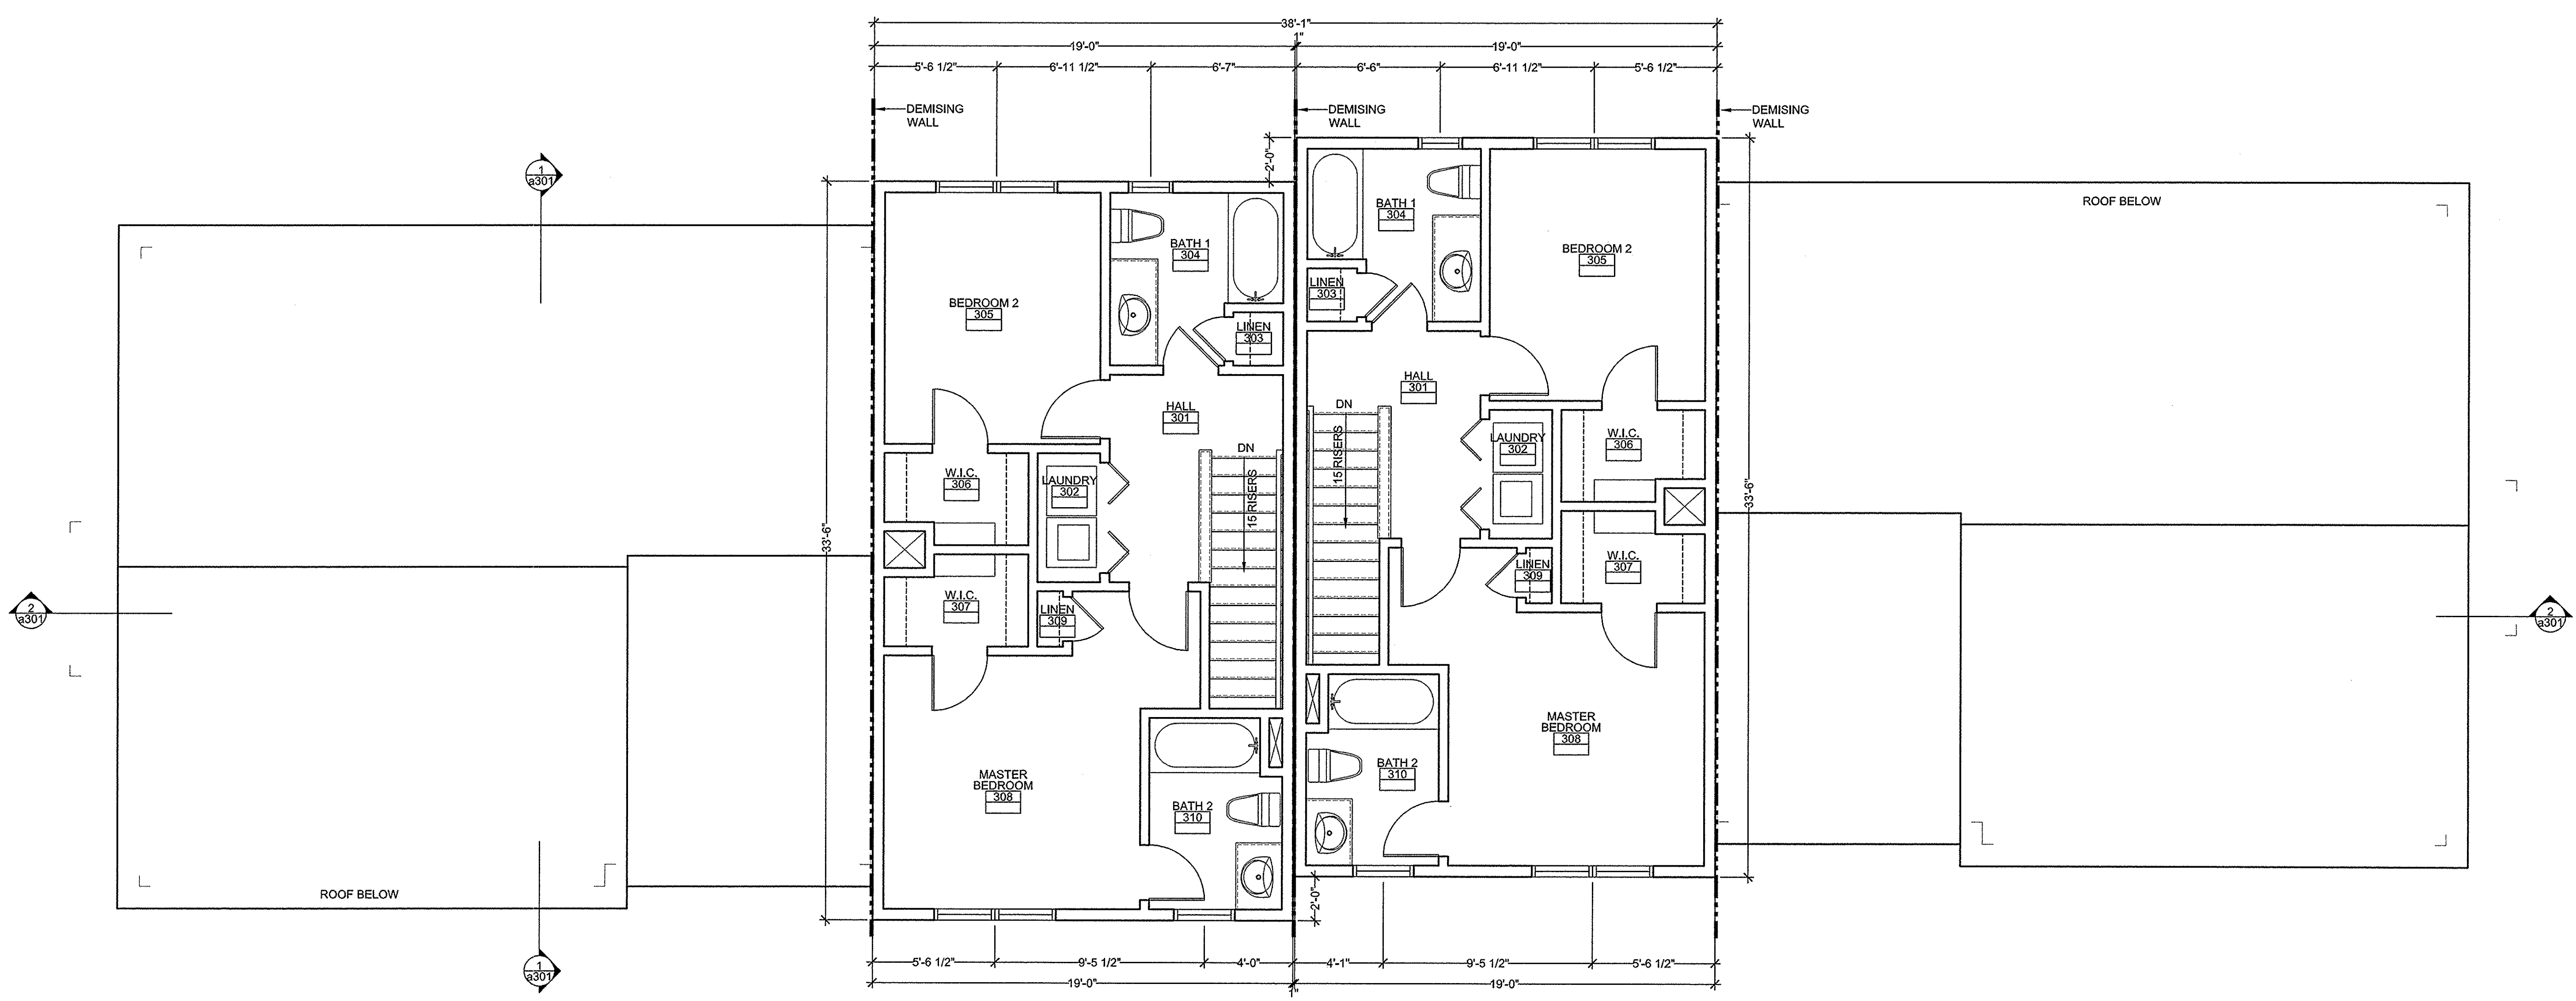 38'-1"
19'-0"
1"
19'-0"
5'-6 1/2"
6'-11 1/2"
6'-7"
6'-6"
6'-11 1/2"
5'-6 1/2"
DEMISING
WALL
DEMISING
WALL
DEMISING
WALL
2'-0"
1
a301
ROOF BELOW
BATH 1
304
BEDROOM 2
305
LINEN
303
BATH 1
304
BEDROOM 2
305
LINEN
303
HALL
301
DN
15 RISERS
LAUNDRY
302
W.I.C.
306
HALL
301
DN
15 RISERS
W.I.C.
306
LAUNDRY
302
33'-6"
33'-6"
W.I.C.
307
LINEN
309
W.I.C.
307
LINEN
309
2
a301
2
a301
MASTER
BEDROOM
308
BATH 2
310
MASTER
BEDROOM
308
BATH 2
310
ROOF BELOW
2'-0"
1
a301
5'-6 1/2"
9'-5 1/2"
4'-0"
4'-1"
9'-5 1/2"
5'-6 1/2"
19'-0"
1"
19'-0"